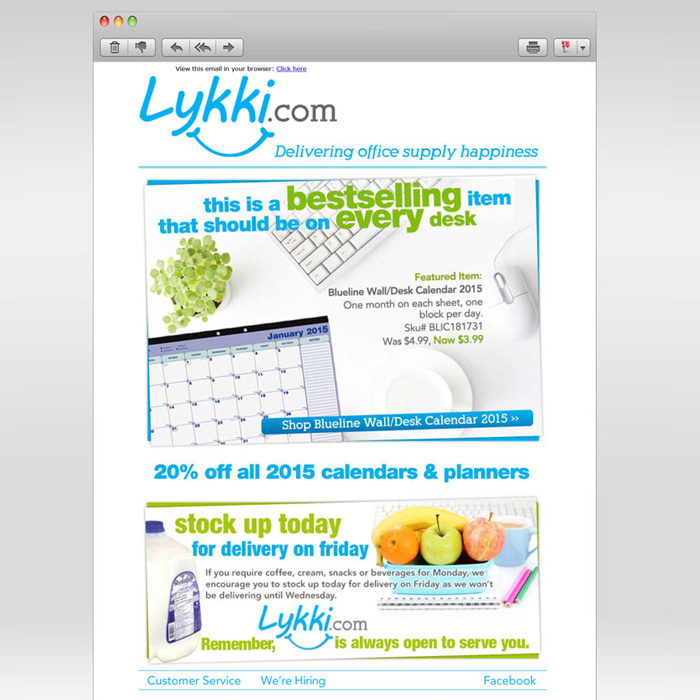 View this email in your browser: Click here
Lykki.com
Delivering office supply happiness
this is a bestselling item
that should be on every desk
Featured Item:
Blueline Wall/Desk Calendar 2015
One month on each sheet, one
block per day.
Sku# BLIC181731
Was $4.99, Now $3.99
January 2015
Shop Blueline Wall/Desk Calendar 2015 >>
20% off all 2015 calendars & planners
stock up today
for delivery on friday
If you require coffee, cream, snacks or beverages for Monday, we
encourage you to stock up today for delivery on Friday as we won't
be delivering until Wednesday.
Lykki.com
Remember, is always open to serve you.
Customer Service We're Hiring Facebook